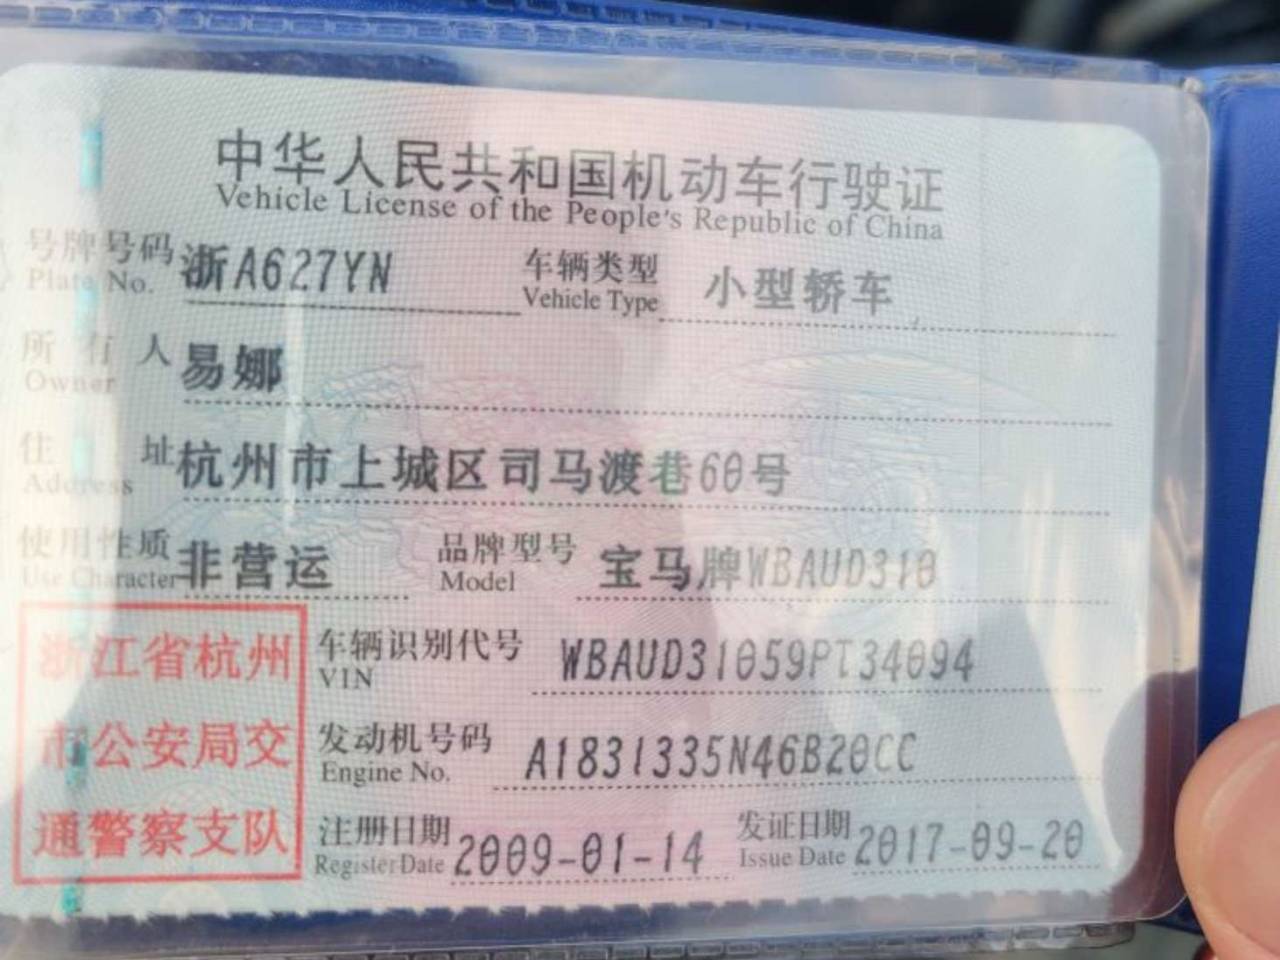 中华人民共和国机动车行驶证
Vehicle License of the People's Republic of China
号牌号码 浙A627YN 车辆类型 小型轿车
Plate No. Vehicle Type
所有人 易娜
Owner
住址 杭州市上城区司马渡巷60号
Address
使用性质 非营运 品牌型号 宝马牌WBAUD310
Use Character Model
浙江省杭州
市公安局交
通警察支队
车辆识别代号 WBAUD31059PT34094
VIN
发动机号码 A1831335N46B20CC
Engine No.
注册日期 2009-01-14 发证日期 2017-09-20
Register Date Issue Date